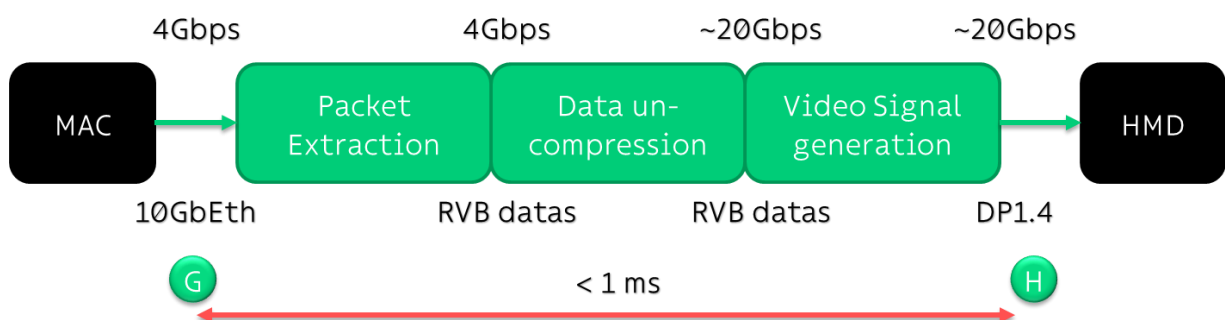 4Gbps
4Gbps
~20Gbps
~20Gbps
MAC
Packet
Extraction
Data un-
compression
Video Signal
generation
HMD
10GbEth
RVB datas
RVB datas
DP1.4
G
< 1 ms
H